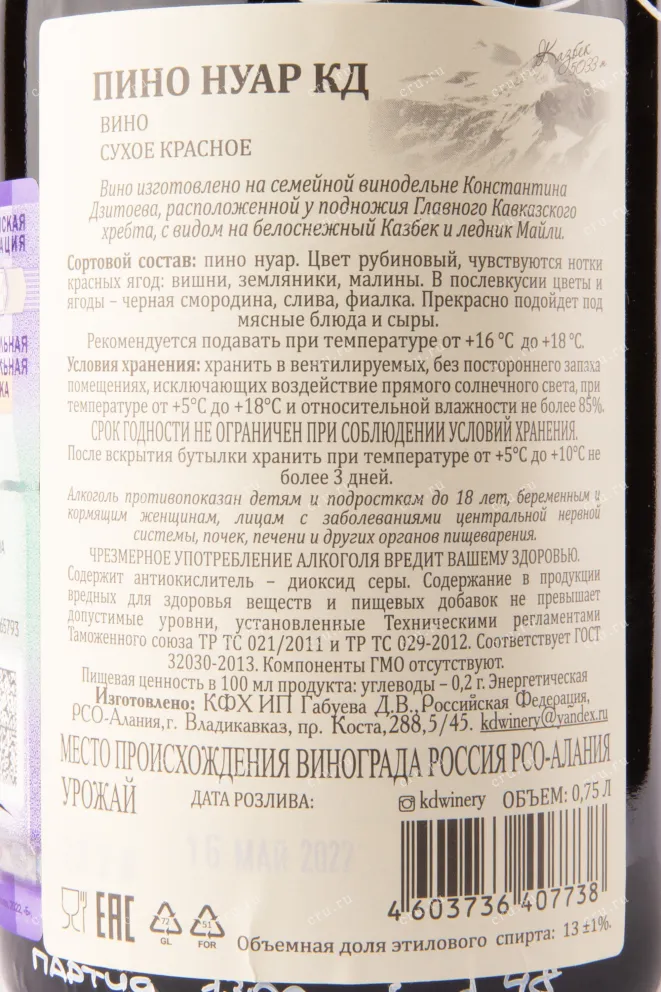 Казбек
5033 м
ПИНО НУАР КД
ВИНО
СУХОЕ КРАСНОЕ
Вино изготовлено на семейной винодельне Константина
Дзитоева, расположенной у подножия Главного Кавказского
хребта, с видом на белоснежный Казбек и ледник Майли.
Сортовой состав: пино нуар. Цвет рубиновый, чувствуются нотки
красных ягод: вишни, земляники, малины. В послевкусии цветы и
ягоды – черная смородина, слива, фиалка. Прекрасно подойдет под
мясные блюда и сыры.
Рекомендуется подавать при температуре от +16 °С до +18 °С.
Условия хранения: хранить в вентилируемых, без постороннего запаха
помещениях, исключающих воздействие прямого солнечного света, при
температуре от +5°С до +18°С и относительной влажности не более 85%.
СРОК ГОДНОСТИ НЕ ОГРАНИЧЕН ПРИ СОБЛЮДЕНИИ УСЛОВИЙ ХРАНЕНИЯ.
После вскрытия бутылки хранить при температуре от +5°С до +10°С не
более 3 дней.
Алкоголь противопоказан детям и подросткам до 18 лет, беременным и
кормящим женщинам, лицам с заболеваниями центральной нервной
системы, почек, печени и других органов пищеварения.
ЧРЕЗМЕРНОЕ УПОТРЕБЛЕНИЕ АЛКОГОЛЯ ВРЕДИТ ВАШЕМУ ЗДОРОВЬЮ.
Содержит антиокислитель – диоксид серы. Содержание в продукции
вредных для здоровья веществ и пищевых добавок не превышает
допустимые уровни, установленные Техническими регламентами
Таможенного союза ТР ТС 021/2011 и ТР ТС 029-2012. Соответствует ГОСТ
32030-2013. Компоненты ГМО отсутствуют.
Пищевая ценность в 100 мл продукта: углеводы – 0,2 г. Энергетическая
Изготовлено: КФХ ИП Габуева Д.В., Российская Федерация,
РСО-Алания, г. Владикавказ, пр. Коста,288,5/45. kdwinery@yandex.ru
МЕСТО ПРОИСХОЖДЕНИЯ ВИНОГРАДА РОССИЯ РСО-АЛАНИЯ
УРОЖАЙ ДАТА РОЗЛИВА: kdwinery ОБЪЕМ: 0,75 Л
15 МАЙ 2022
4 603736 407738
EAC 72 GL 51 FOR
Объемная доля этилового спирта: 13 ±1%.
ПАРТИЯ